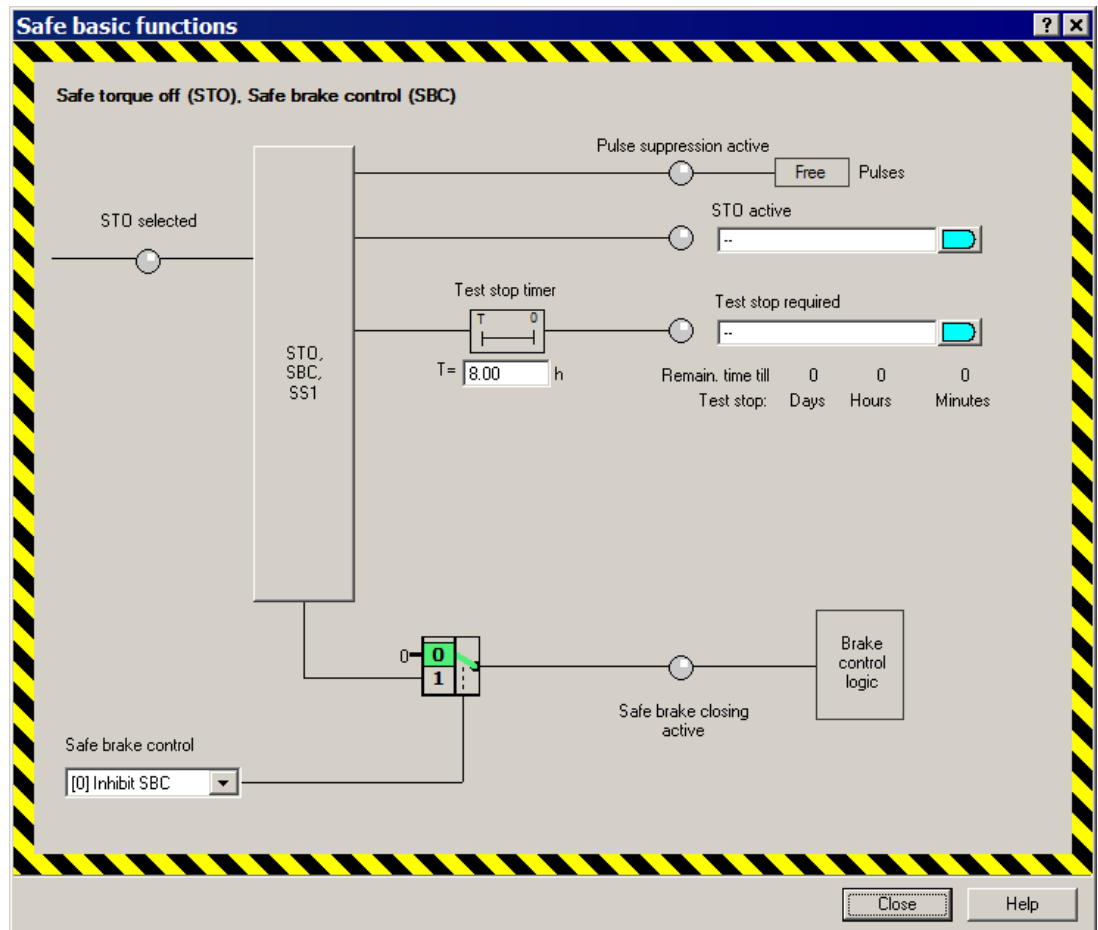 Safe basic functions
Safe torque off (STO), Safe brake control (SBC)
Pulse suppression active
Free Pulses
STO selected
STO active
--
Test stop timer
T 0
T= 8.00 h
Test stop required
--
Remain. time till 0 0 0
Test stop: Days Hours Minutes
STO,
SBC,
SS1
0 0
1
Brake
control
logic
Safe brake closing
active
Safe brake control
[0] Inhibit SBC
Close Help